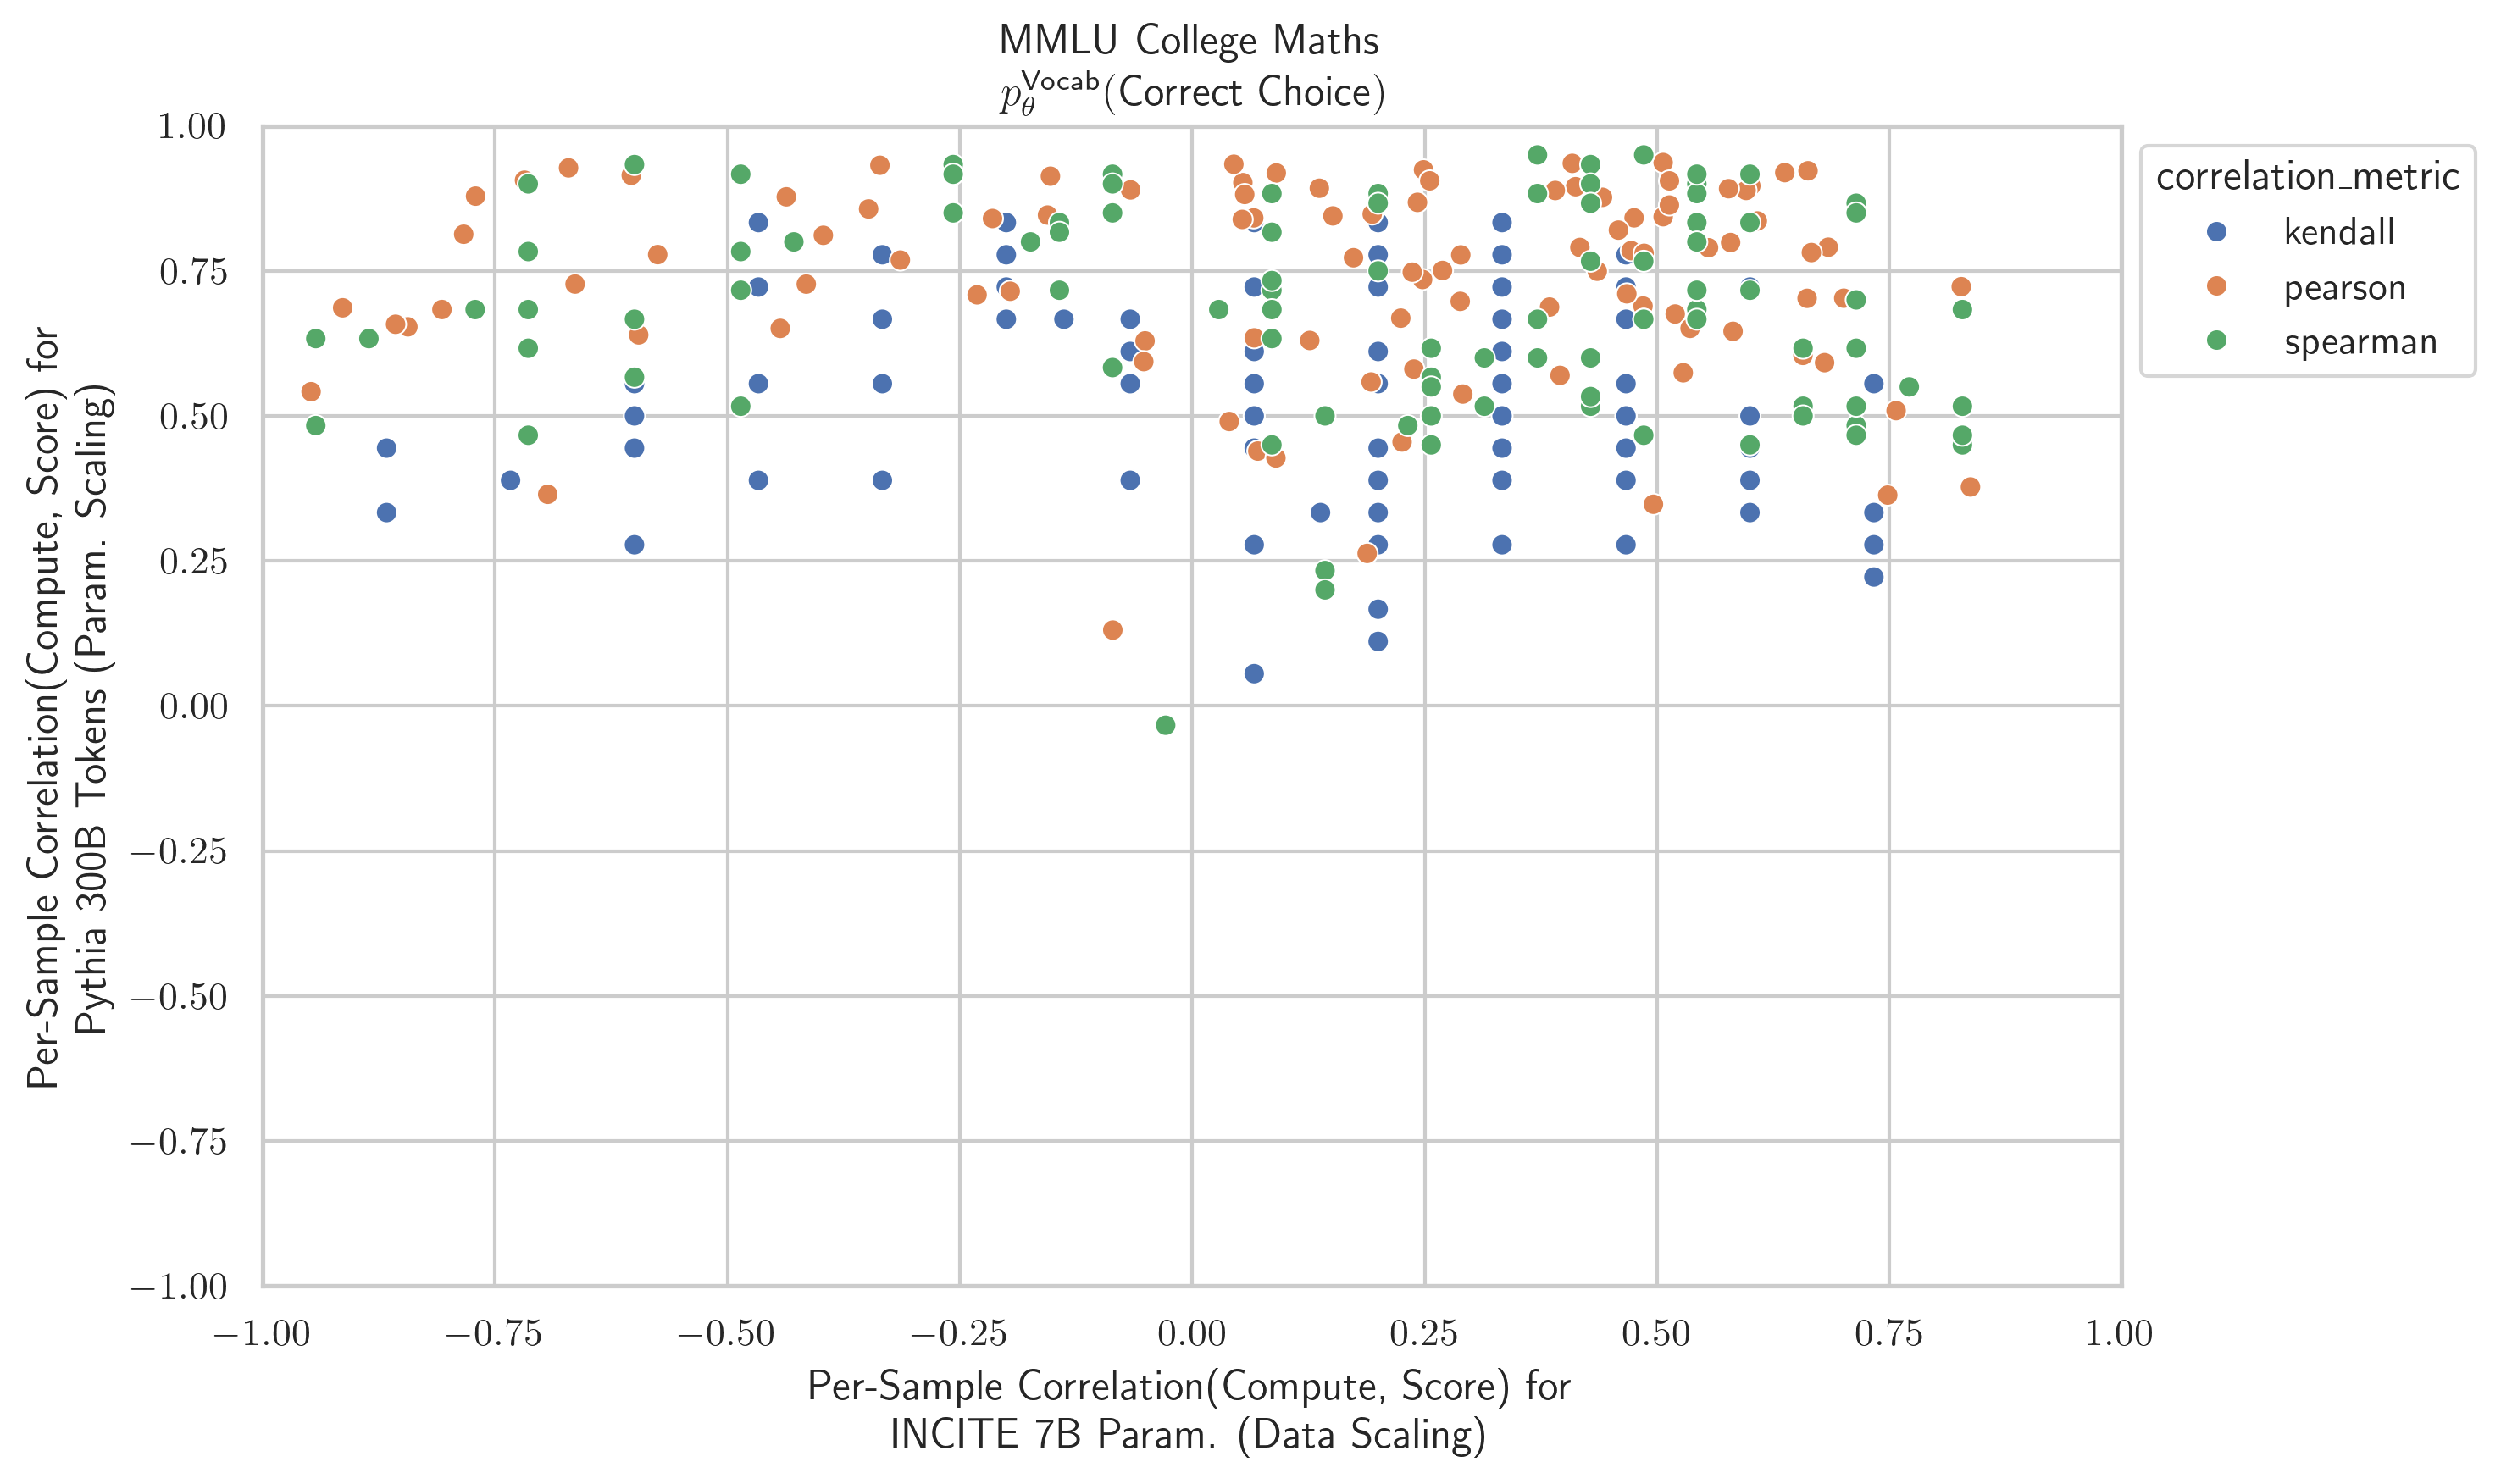 MMLU College Maths
p_θ^Vocab(Correct Choice)
1.00
0.75
0.50
0.25
0.00
−0.25
−0.50
−0.75
−1.00
Per-Sample Correlation(Compute, Score) for
Pythia 300B Tokens (Param. Scaling)
correlation_metric
kendall
pearson
spearman
−1.00
−0.75
−0.50
−0.25
0.00
0.25
0.50
0.75
1.00
Per-Sample Correlation(Compute, Score) for
INCITE 7B Param. (Data Scaling)